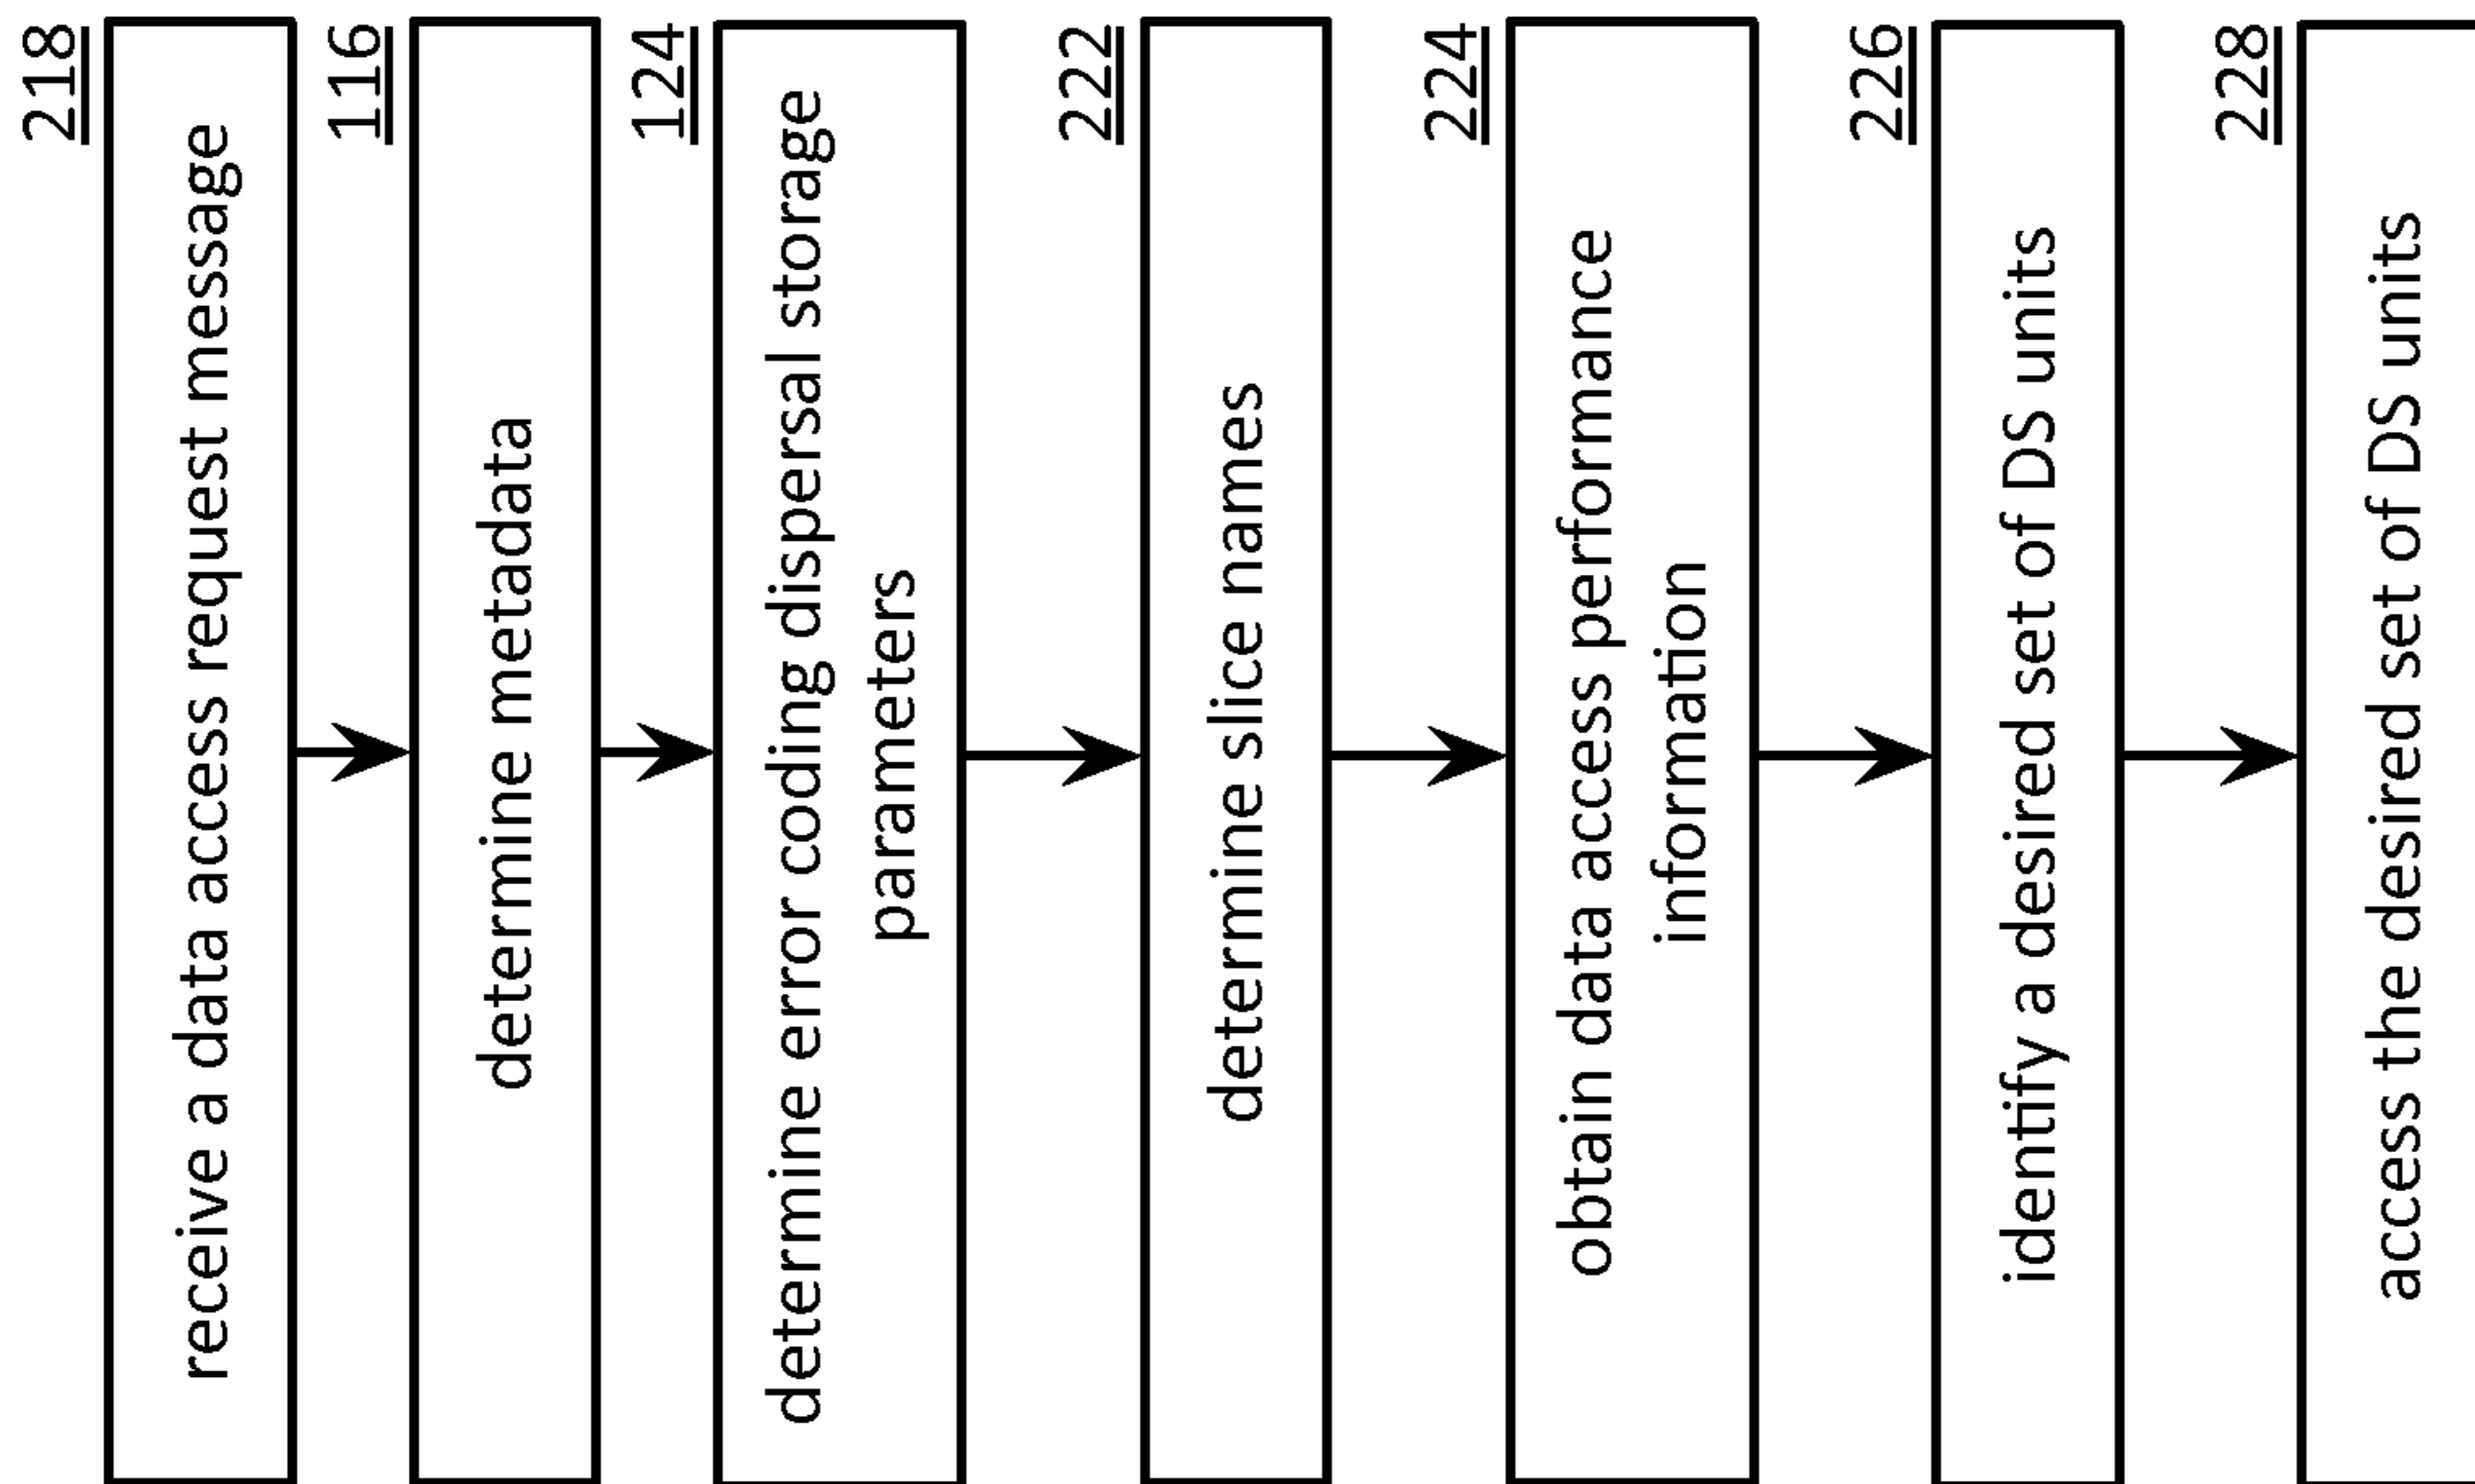 218
receive a data access request message
116
determine metadata
124
determine error coding dispersal storage
parameters
222
determine slice names
224
obtain data access performance
information
226
identify a desired set of DS units
228
access the desired set of DS units